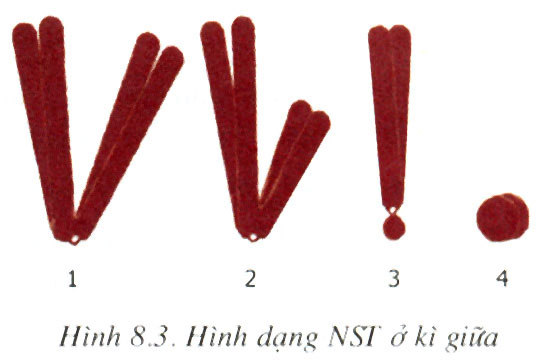 1 2 3 4
Hình 8.3. Hình dạng NST ở kì giữa